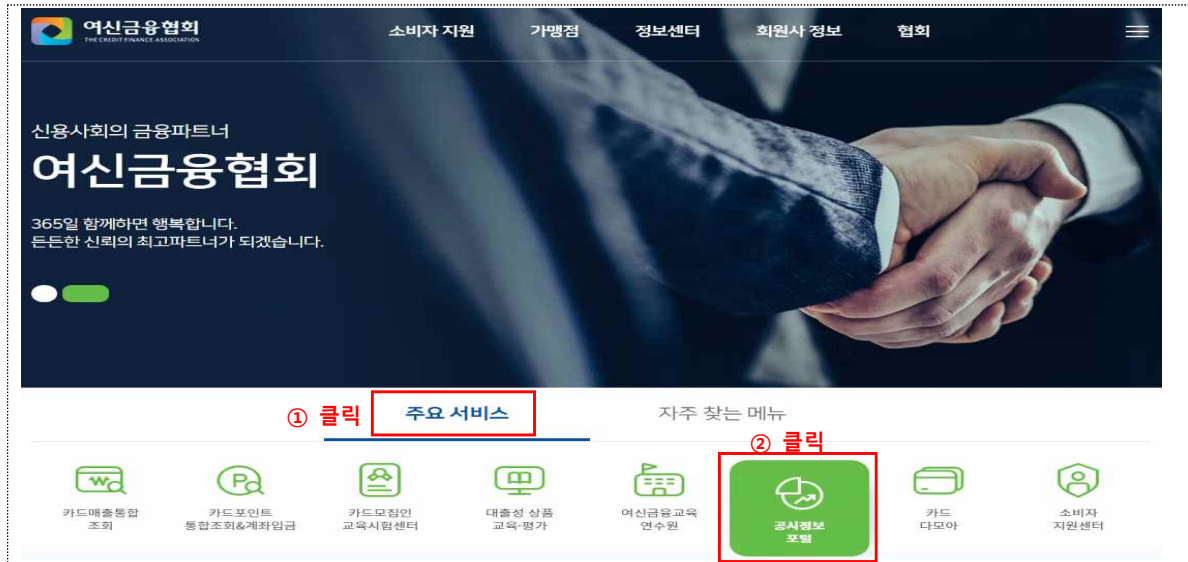 여신금융협회
THE CREDIT FINANCE ASSOCIATION
소비자 지원 가맹점 정보센터 회원사 정보 협회
신용사회의 금융파트너
여신금융협회
365일 함께하면 행복합니다.
든든한 신뢰의 최고파트너가 되겠습니다.
① 클릭 주요 서비스 자주 찾는 메뉴
② 클릭
카드매출통합
조회
카드포인트
통합조회&계좌입금
카드모집인
교육시험센터
대출성 상품
교육·평가
여신금융교육
연수원
공시정보
포털
카드
다모아
소비자
지원센터